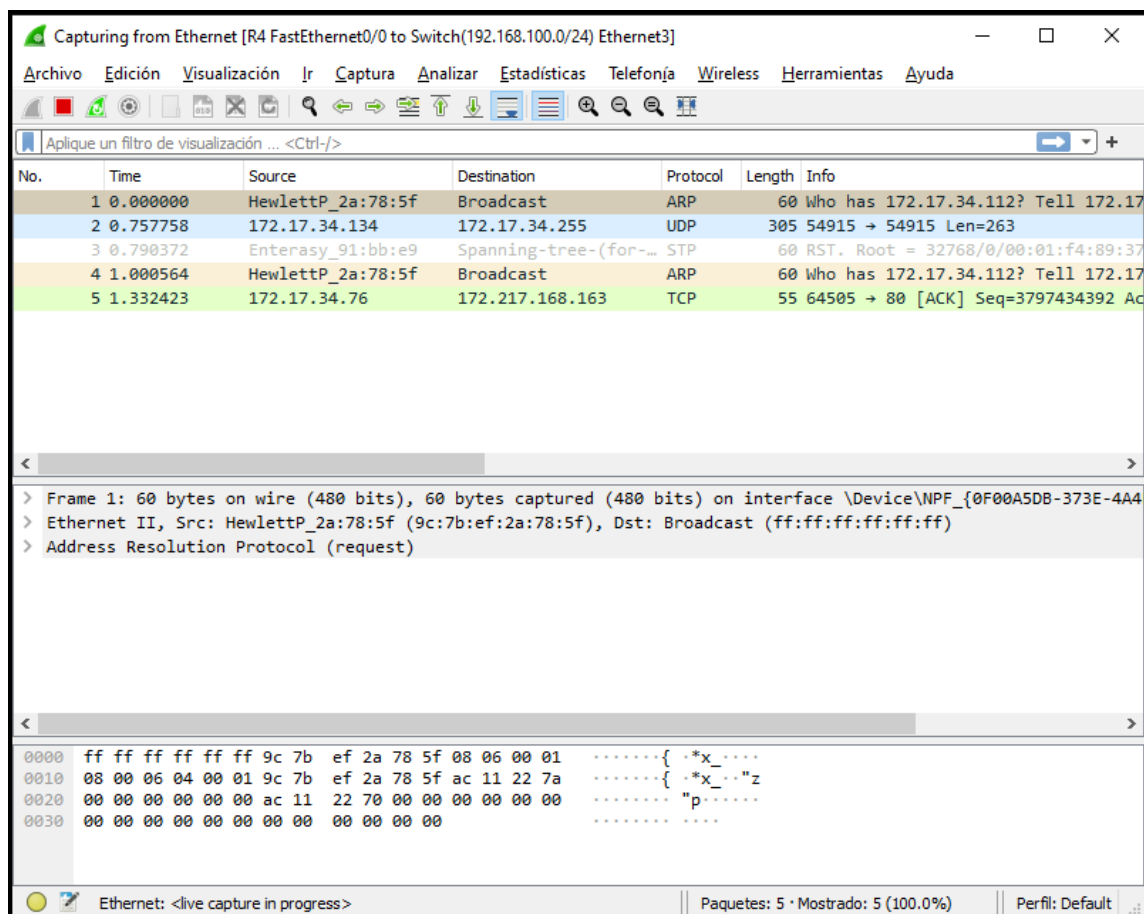 Capturing from Ethernet [R4 FastEthernet0/0 to Switch(192.168.100.0/24) Ethernet3]
Archivo Edición Visualización Ir Captura Analizar Estadísticas Telefonía Wireless Herramientas Ayuda
Aplique un filtro de visualización ... <Ctrl-/>
No. Time Source Destination Protocol Length Info
1 0.000000 HewlettP_2a:78:5f Broadcast ARP 60 Who has 172.17.34.112? Tell 172.17
2 0.757758 172.17.34.134 172.17.34.255 UDP 305 54915 → 54915 Len=263
3 0.790372 Enterasy_91:bb:e9 Spanning-tree-(for-… STP 60 RST. Root = 32768/0/00:01:f4:89:37
4 1.000564 HewlettP_2a:78:5f Broadcast ARP 60 Who has 172.17.34.112? Tell 172.17
5 1.332423 172.17.34.76 172.217.168.163 TCP 55 64505 → 80 [ACK] Seq=3797434392 Ac
Frame 1: 60 bytes on wire (480 bits), 60 bytes captured (480 bits) on interface \Device\NPF_{0F00A5DB-373E-4A4
Ethernet II, Src: HewlettP_2a:78:5f (9c:7b:ef:2a:78:5f), Dst: Broadcast (ff:ff:ff:ff:ff:ff)
Address Resolution Protocol (request)
0000 ff ff ff ff ff ff 9c 7b ef 2a 78 5f 08 06 00 01 ·······{ ·*x_····
0010 08 00 06 04 00 01 9c 7b ef 2a 78 5f ac 11 22 7a ·······{ ·*x_··"z
0020 00 00 00 00 00 00 ac 11 22 70 00 00 00 00 00 00 ········ "p······
0030 00 00 00 00 00 00 00 00 00 00 00 00 ········ ····
Ethernet: <live capture in progress> Paquetes: 5 · Mostrado: 5 (100.0%) Perfil: Default